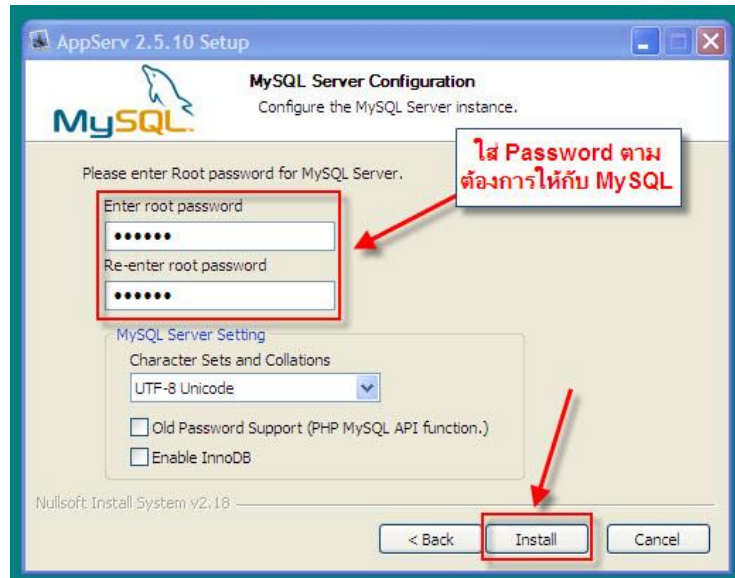 AppServ 2.5.10 Setup
MySQL Server Configuration
Configure the MySQL Server instance.
MySQL
ใส่ Password ตาม
ต้องการให้กับ MySQL
Please enter Root password for MySQL Server.
Enter root password
••••••
Re-enter root password
••••••
MySQL Server Setting
Character Sets and Collations
UTF-8 Unicode
Old Password Support (PHP MySQL API function.)
Enable InnoDB
Nullsoft Install System v2.18
< Back
Install
Cancel